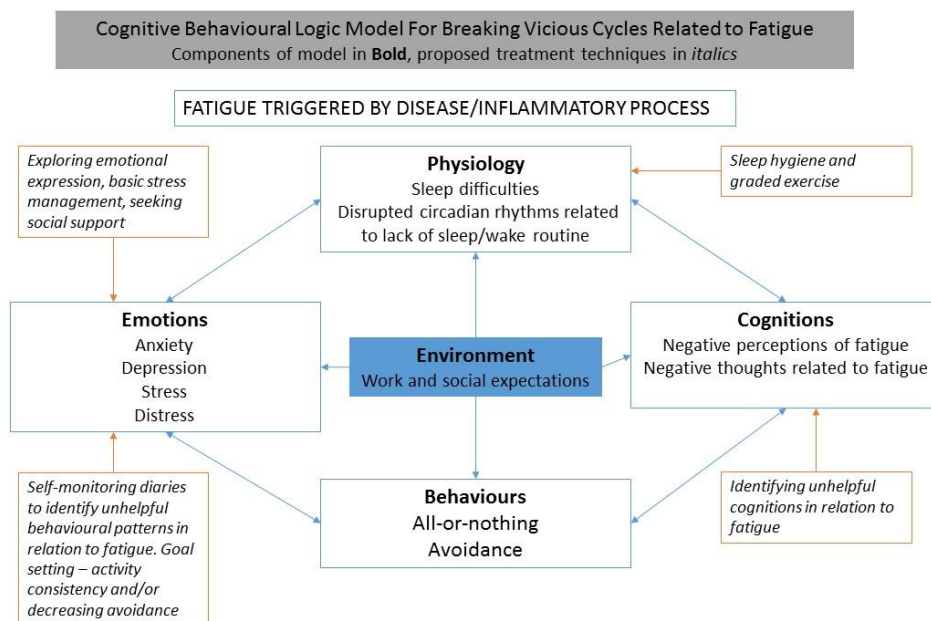 Cognitive Behavioural Logic Model For Breaking Vicious Cycles Related to Fatigue
Components of model in Bold, proposed treatment techniques in italics
FATIGUE TRIGGERED BY DISEASE/INFLAMMATORY PROCESS
Exploring emotional
expression, basic stress
management, seeking
social support
Physiology
Sleep difficulties
Disrupted circadian rhythms related
to lack of sleep/wake routine
Sleep hygiene and
graded exercise
Emotions
Anxiety
Depression
Stress
Distress
Environment
Work and social expectations
Cognitions
Negative perceptions of fatigue
Negative thoughts related to fatigue
Self-monitoring diaries
to identify unhelpful
behavioural patterns in
relation to fatigue. Goal
setting – activity
consistency and/or
decreasing avoidance
Behaviours
All-or-nothing
Avoidance
Identifying unhelpful
cognitions in relation to
fatigue